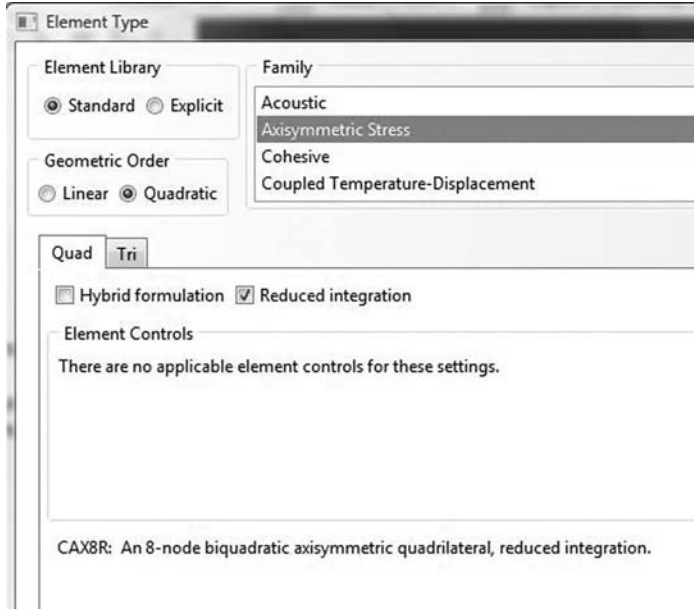 Element Type
Element Library
Standard Explicit
Family
Acoustic
Axisymmetric Stress
Cohesive
Coupled Temperature-Displacement
Geometric Order
Linear Quadratic
Quad Tri
Hybrid formulation Reduced integration
Element Controls
There are no applicable element controls for these settings.
CAX8R: An 8-node biquadratic axisymmetric quadrilateral, reduced integration.